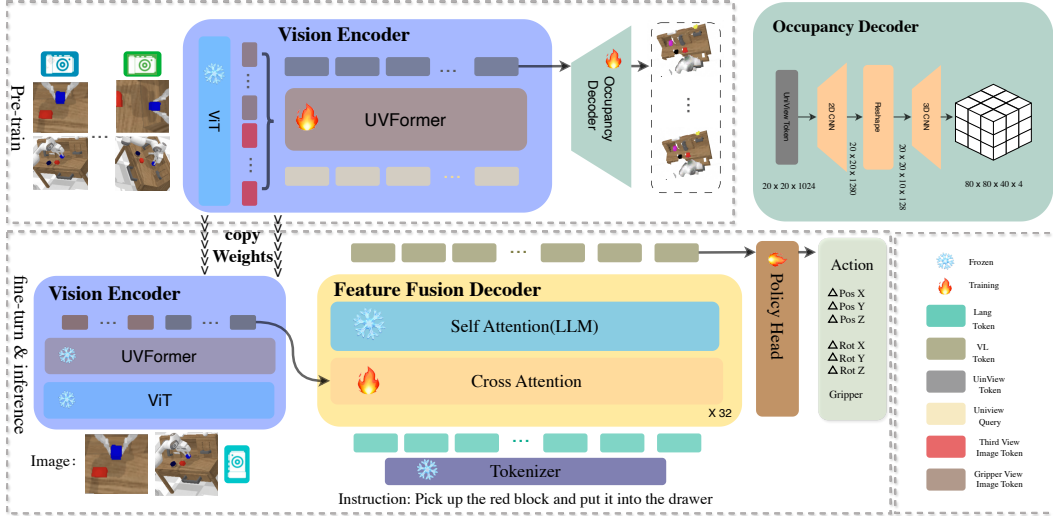 Pre-train
Vision Encoder
ViT
UVFormer
Occupancy
Decoder
Occupancy Decoder
UniView Token
2D CNN
Reshape
3D CNN
20 x 20 x 1024
20 x 20 x 1280
20 x 20 x 10 x 128
80 x 80 x 40 x 4
copy
Weights
fine-turn & inference
Vision Encoder
UVFormer
ViT
Image:
Feature Fusion Decoder
Self Attention(LLM)
Cross Attention
X 32
Tokenizer
Instruction: Pick up the red block and put it into the drawer
Policy Head
Action
△ Pos X
△ Pos Y
△ Pos Z
△ Rot X
△ Rot Y
△ Rot Z
Gripper
Frozen
Training
Lang
Token
VL
Token
UinView
Token
Uniview
Query
Third View
Image Token
Gripper View
Image Token